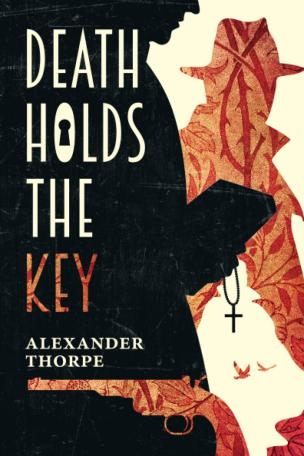 DEATH
HOLDS
THE
KEY
ALEXANDER
THORPE